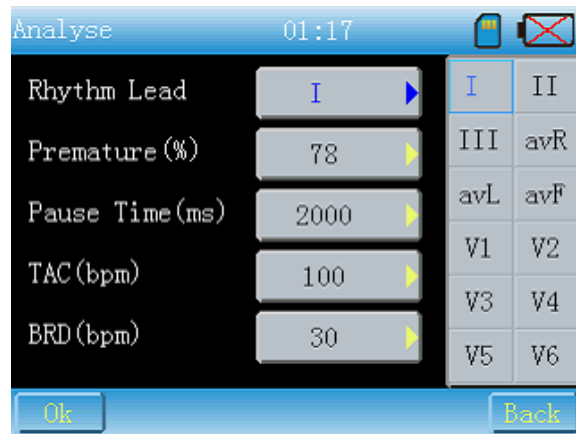 Analyse 01:17
Rhythm Lead I
Premature(%) 78
Pause Time(ms) 2000
TAC(bpm) 100
BRD(bpm) 30
I II
III avR
avL avF
V1 V2
V3 V4
V5 V6
Ok Back